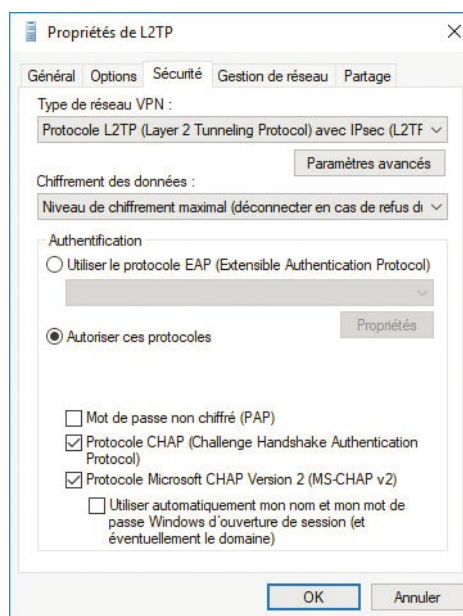 Propriétés de L2TP
Général Options Sécurité Gestion de réseau Partage
Type de réseau VPN :
Protocole L2TP (Layer 2 Tunneling Protocol) avec IPsec (L2TF
Paramètres avancés
Chiffrement des données :
Niveau de chiffrement maximal (déconnecter en cas de refus du
Authentification
Utiliser le protocole EAP (Extensible Authentication Protocol)
Propriétés
Autoriser ces protocoles
Mot de passe non chiffré (PAP)
Protocole CHAP (Challenge Handshake Authentication
Protocol)
Protocole Microsoft CHAP Version 2 (MS-CHAP v2)
Utiliser automatiquement mon nom et mon mot de
passe Windows d'ouverture de session (et
éventuellement le domaine)
OK Annuler